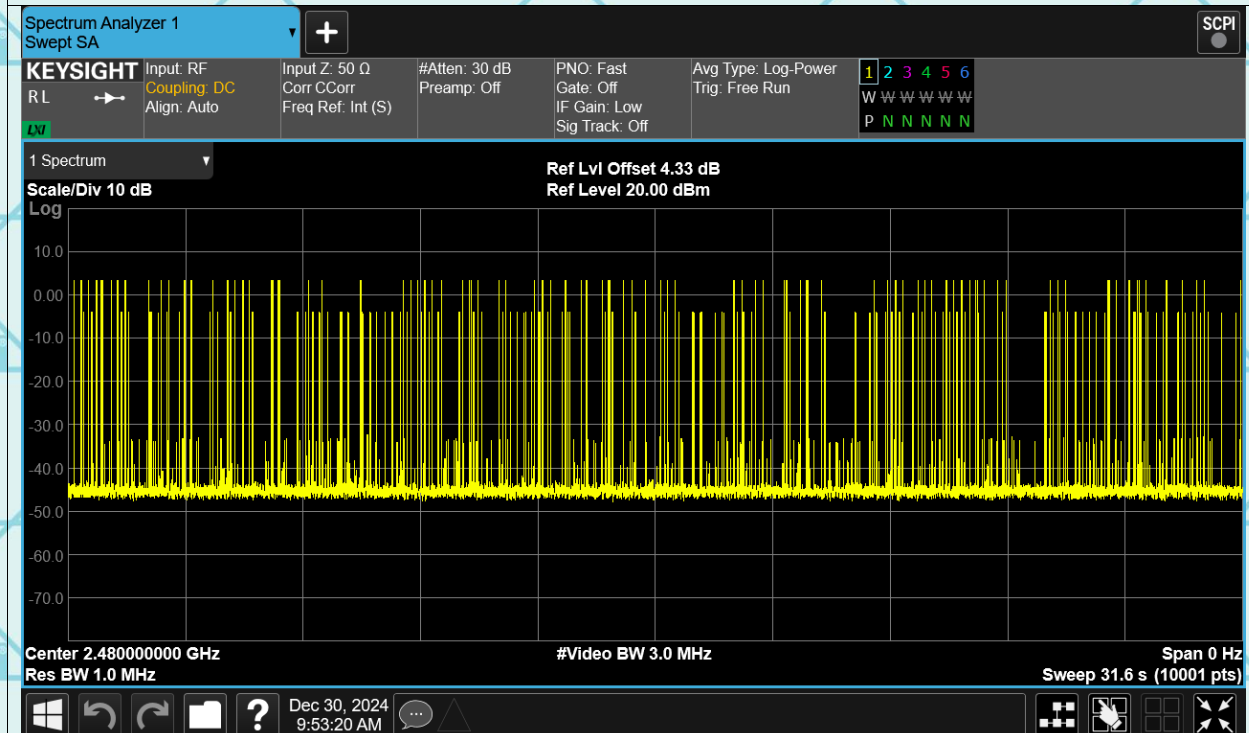 Spectrum Analyzer 1
Swept SA
SCPI
KEYSIGHT
R L
LXI
Input: RF
Coupling: DC
Align: Auto
Input Z: 50 Ω
Corr CCorr
Freq Ref: Int (S)
#Atten: 30 dB
Preamp: Off
PNO: Fast
Gate: Off
IF Gain: Low
Sig Track: Off
Avg Type: Log-Power
Trig: Free Run
1 2 3 4 5 6
W W W W W W
P N N N N N
1 Spectrum
Scale/Div 10 dB
Ref Lvl Offset 4.33 dB
Ref Level 20.00 dBm
Log
10.0
0.00
-10.0
-20.0
-30.0
-40.0
-50.0
-60.0
-70.0
Center 2.480000000 GHz
#Video BW 3.0 MHz
Span 0 Hz
Res BW 1.0 MHz
Sweep 31.6 s (10001 pts)
?
Dec 30, 2024
9:53:20 AM